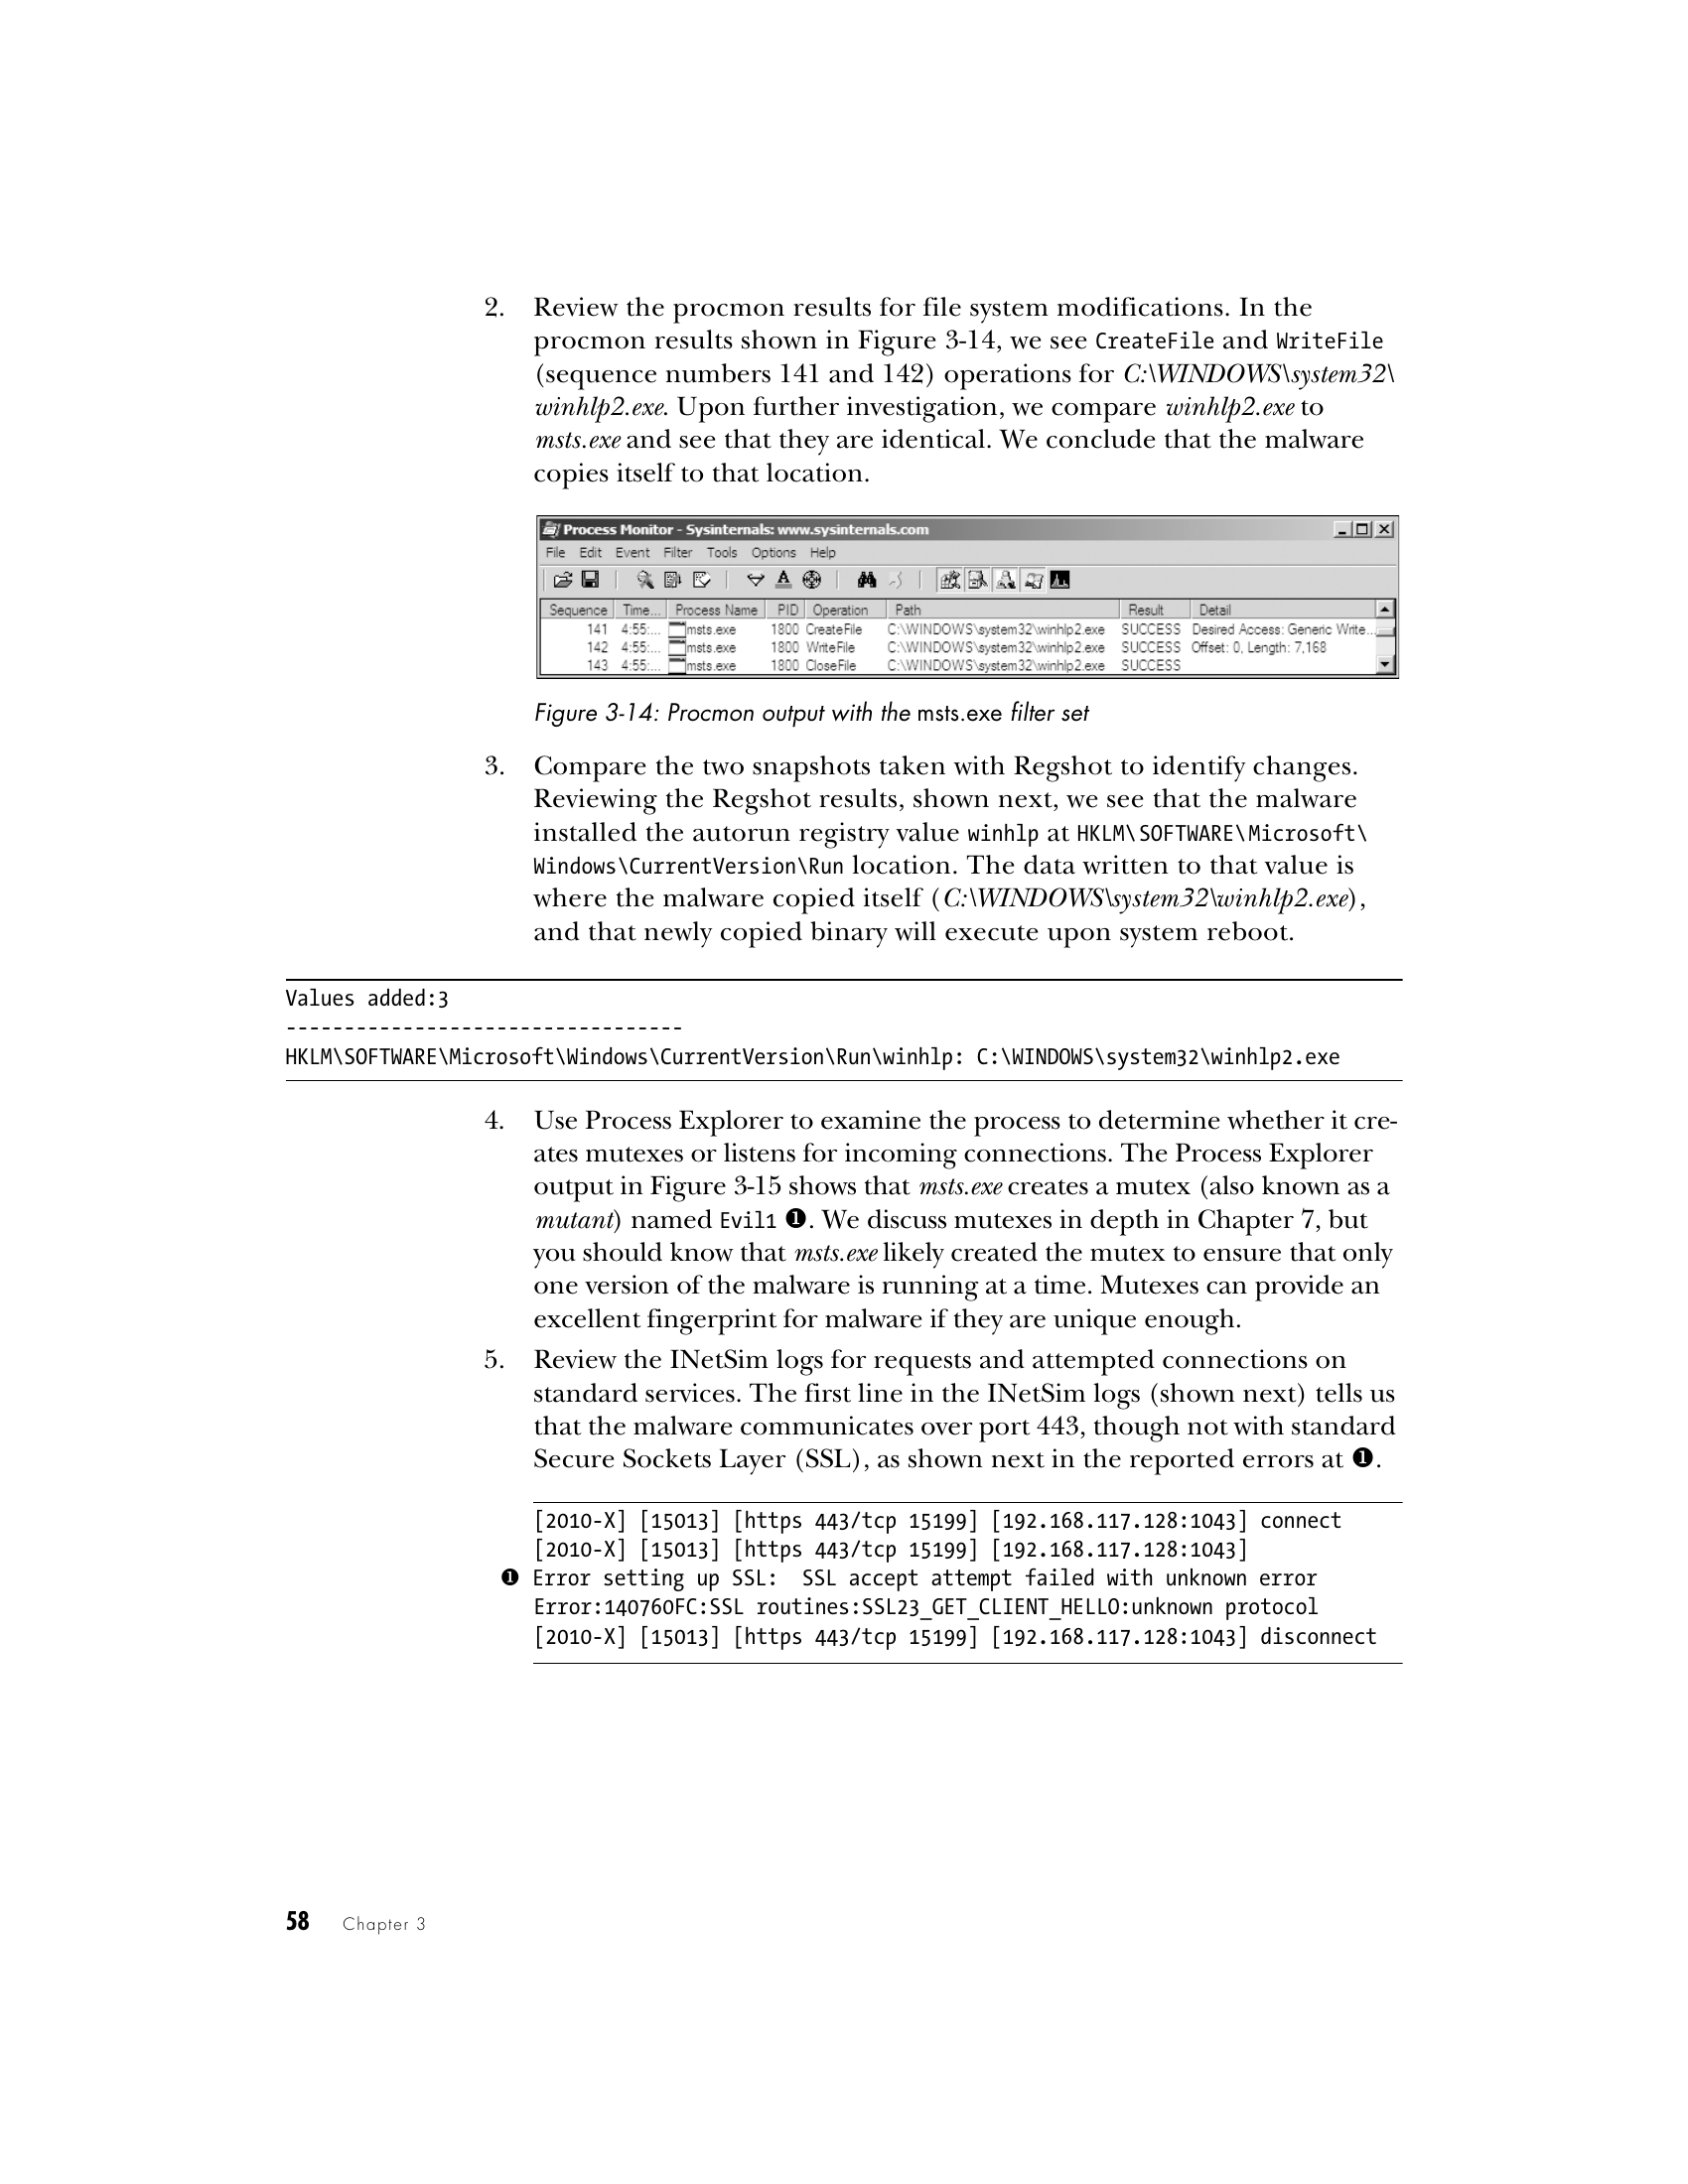 2. Review the procmon results for file system modifications. In the
procmon results shown in Figure 3-14, we see CreateFile and WriteFile
(sequence numbers 141 and 142) operations for C:\WINDOWS\system32\
winhlp2.exe. Upon further investigation, we compare winhlp2.exe to
msts.exe and see that they are identical. We conclude that the malware
copies itself to that location.
Process Monitor - Sysinternals: www.sysinternals.com
File Edit Event Filter Tools Options Help
Sequence Time... Process Name PID Operation Path Result Detail
141 4:55:... msts.exe 1800 CreateFile C:\WINDOWS\system32\winhlp2.exe SUCCESS Desired Access: Generic Write...
142 4:55:... msts.exe 1800 WriteFile C:\WINDOWS\system32\winhlp2.exe SUCCESS Offset: 0, Length: 7,168
143 4:55:... msts.exe 1800 CloseFile C:\WINDOWS\system32\winhlp2.exe SUCCESS
Figure 3-14: Procmon output with the msts.exe filter set
3. Compare the two snapshots taken with Regshot to identify changes.
Reviewing the Regshot results, shown next, we see that the malware
installed the autorun registry value winhlp at HKLM\SOFTWARE\Microsoft\
Windows\CurrentVersion\Run location. The data written to that value is
where the malware copied itself (C:\WINDOWS\system32\winhlp2.exe),
and that newly copied binary will execute upon system reboot.
Values added:3
----------------------------------
HKLM\SOFTWARE\Microsoft\Windows\CurrentVersion\Run\winhlp: C:\WINDOWS\system32\winhlp2.exe
4. Use Process Explorer to examine the process to determine whether it cre-
ates mutexes or listens for incoming connections. The Process Explorer
output in Figure 3-15 shows that msts.exe creates a mutex (also known as a
mutant) named Evil1 ❶. We discuss mutexes in depth in Chapter 7, but
you should know that msts.exe likely created the mutex to ensure that only
one version of the malware is running at a time. Mutexes can provide an
excellent fingerprint for malware if they are unique enough.
5. Review the INetSim logs for requests and attempted connections on
standard services. The first line in the INetSim logs (shown next) tells us
that the malware communicates over port 443, though not with standard
Secure Sockets Layer (SSL), as shown next in the reported errors at ❶.
[2010-X] [15013] [https 443/tcp 15199] [192.168.117.128:1043] connect
[2010-X] [15013] [https 443/tcp 15199] [192.168.117.128:1043]
❶ Error setting up SSL:  SSL accept attempt failed with unknown error
Error:140760FC:SSL routines:SSL23_GET_CLIENT_HELLO:unknown protocol
[2010-X] [15013] [https 443/tcp 15199] [192.168.117.128:1043] disconnect
58 Chapter 3